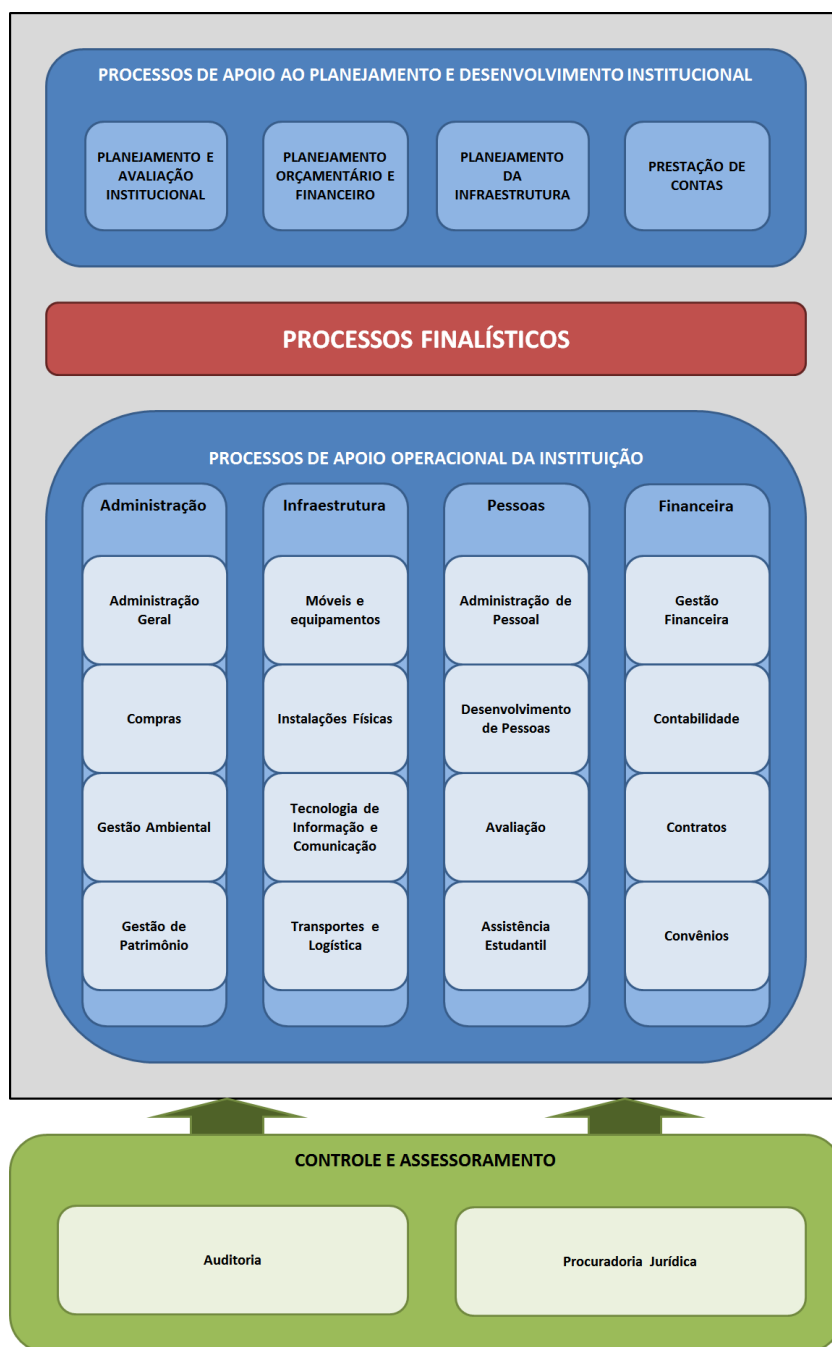 PROCESSOS DE APOIO AO PLANEJAMENTO E DESENVOLVIMENTO INSTITUCIONAL
PLANEJAMENTO E
AVALIAÇÃO
INSTITUCIONAL
PLANEJAMENTO
ORÇAMENTÁRIO E
FINANCEIRO
PLANEJAMENTO
DA
INFRAESTRUTURA
PRESTAÇÃO DE
CONTAS
PROCESSOS FINALÍSTICOS
PROCESSOS DE APOIO OPERACIONAL DA INSTITUIÇÃO
Administração
Administração
Geral
Compras
Gestão Ambiental
Gestão de
Patrimônio
Infraestrutura
Móveis e
equipamentos
Instalações Físicas
Tecnologia de
Informação e
Comunicação
Transportes e
Logística
Pessoas
Administração de
Pessoal
Desenvolvimento
de Pessoas
Avaliação
Assistência
Estudantil
Financeira
Gestão
Financeira
Contabilidade
Contratos
Convênios
CONTROLE E ASSESSORAMENTO
Auditoria
Procuradoria Jurídica